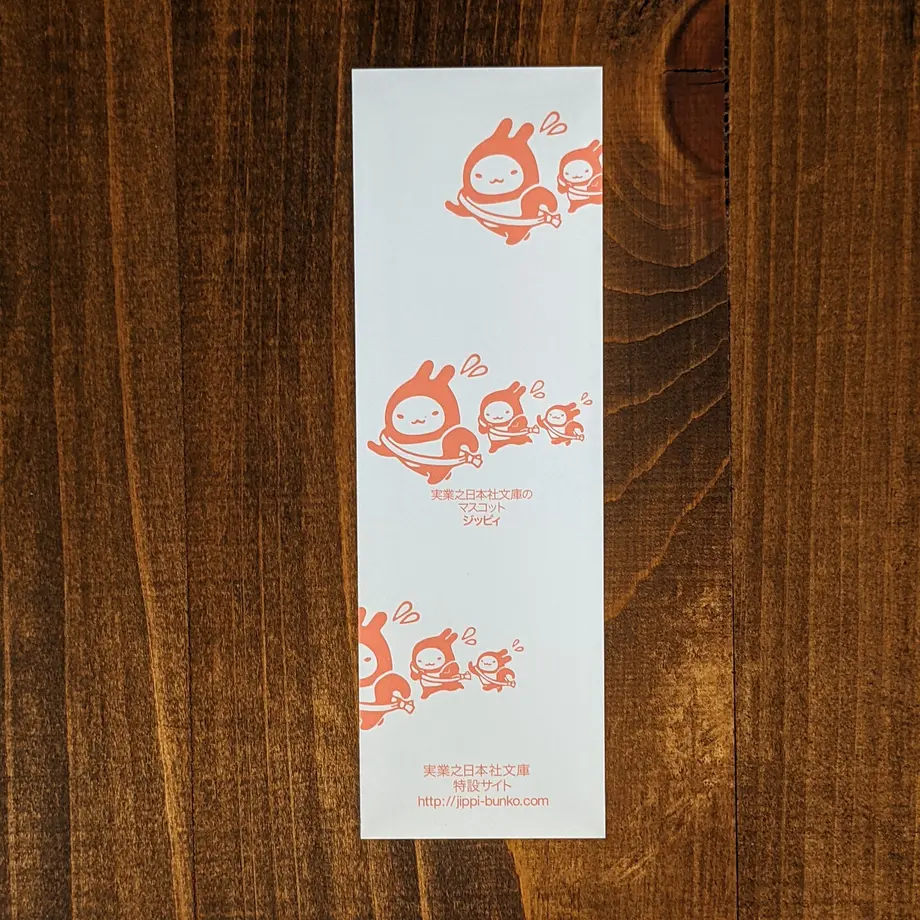 実業之日本社文庫の
マスコット
ジッピィ
実業之日本社文庫
特設サイト
http://jippi-bunko.com